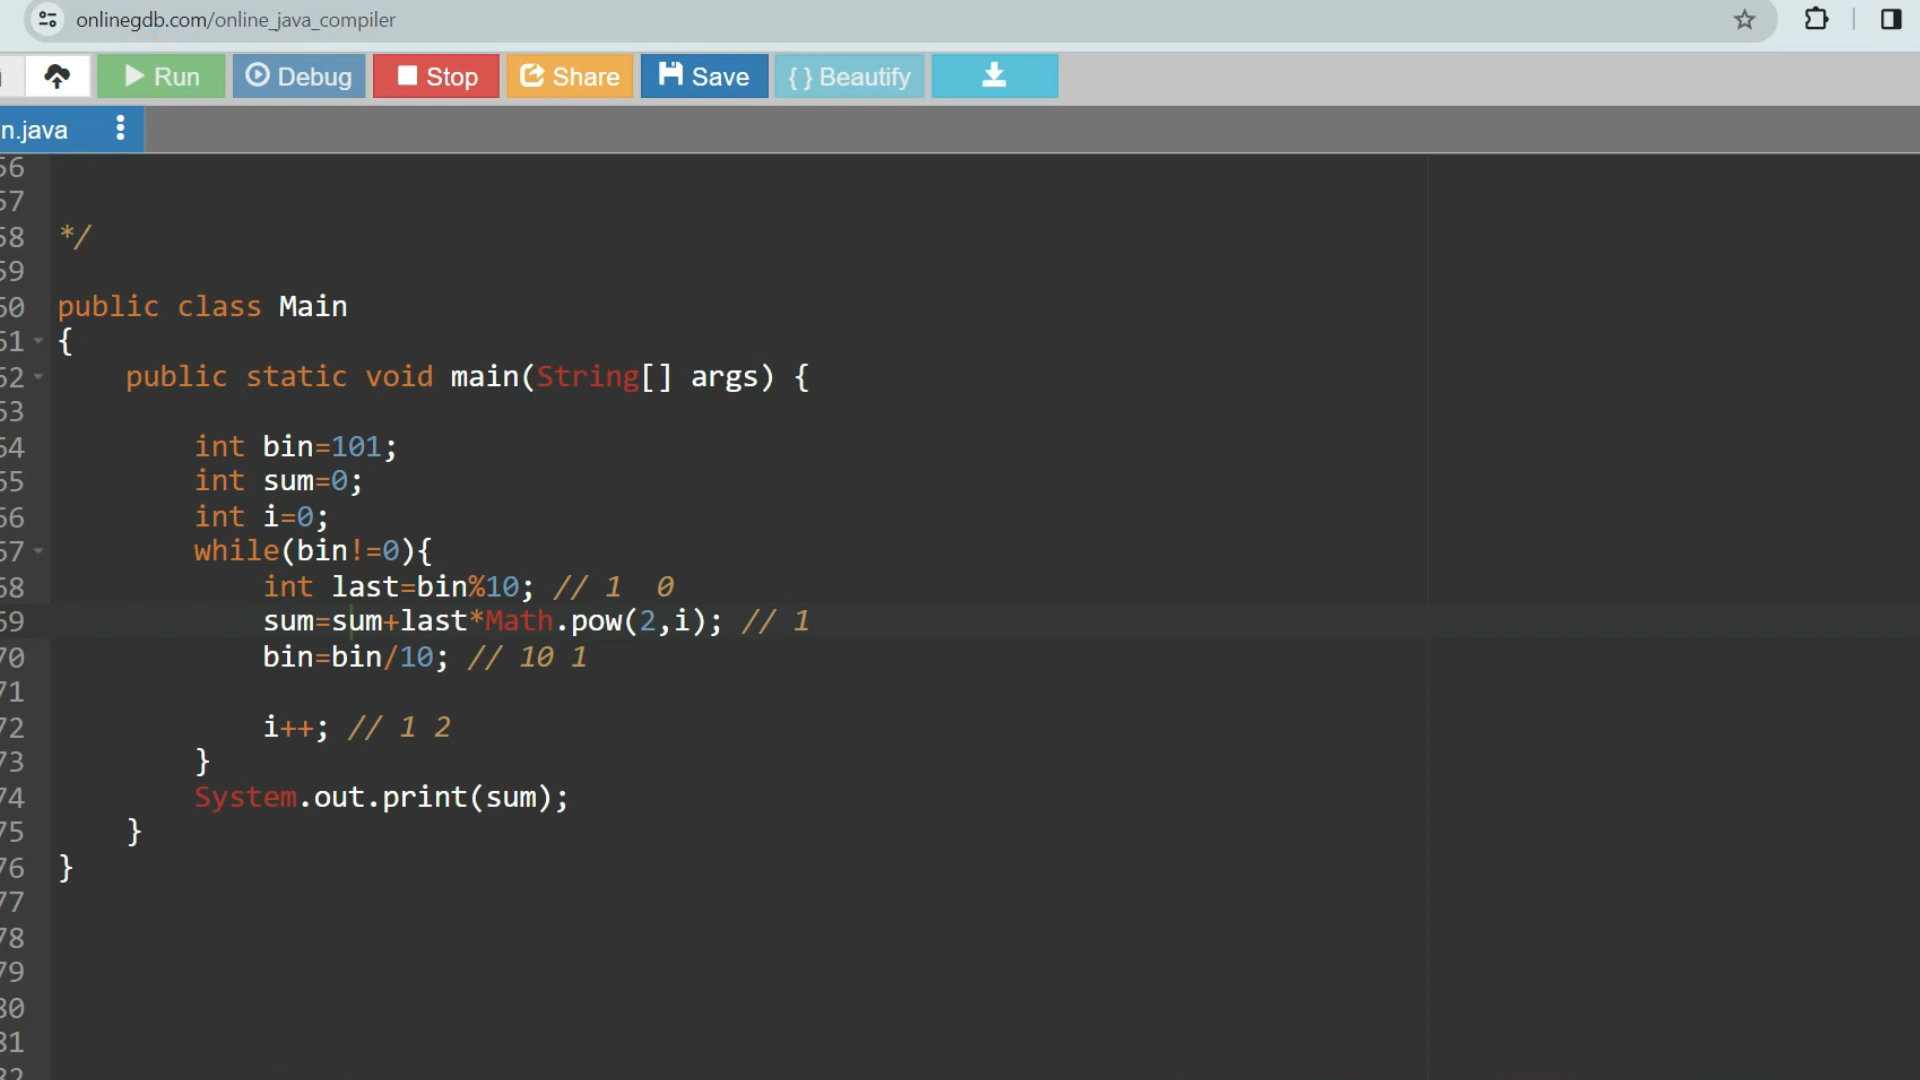 onlinegdb.com/online_java_compiler
Run Debug Stop Share Save { } Beautify
n.java
56
57
58 */
59
60 public class Main
61 {
62 public static void main(String[] args) {
63
64 int bin=101;
65 int sum=0;
66 int i=0;
67 while(bin!=0){
68 int last=bin%10; // 1  0
69 sum=sum+last*Math.pow(2,i); // 1
70 bin=bin/10; // 10 1
71
72 i++; // 1 2
73 }
74 System.out.print(sum);
75 }
76 }
77
78
79
80
81
82